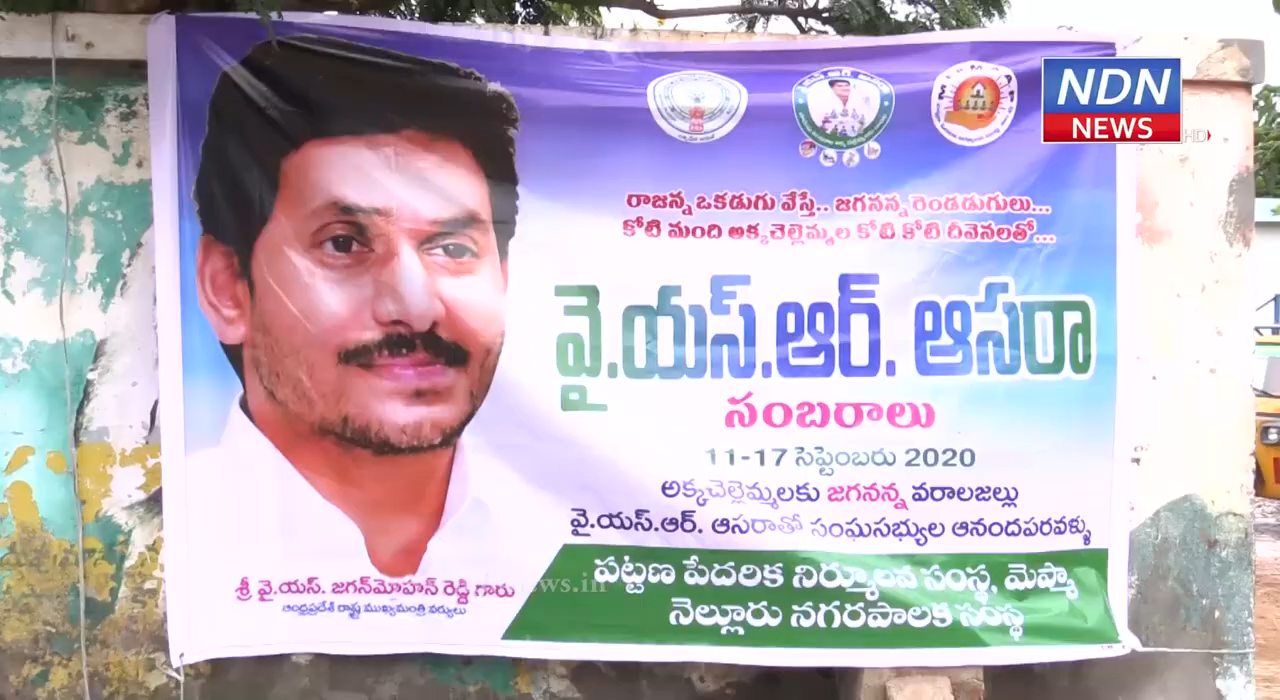 NDN
NEWS
HD
రాజన్న ఒకడుగు వేస్తే.. జగనన్న రెండడుగులు...
కోటి మంది అక్కచెల్లెమ్మల కోటి కోటి దీవెనలతో...
వై.యస్.ఆర్. ఆసరా
సంబరాలు
11-17 సెప్టెంబరు 2020
అక్కచెల్లెమ్మలకు జగనన్న వరాలజల్లు
వై.యస్.ఆర్. ఆసరాతో సంఘసభ్యుల ఆనందపరవళ్ళు
శ్రీ వై.యస్. జగన్‌మోహన్ రెడ్డి గారు
ఆంధ్రప్రదేశ్ రాష్ట్ర ముఖ్యమంత్రి వర్యులు
పట్టణ పేదరిక నిర్మూలన సంస్థ, మెప్మా
నెల్లూరు నగరపాలక సంస్థ